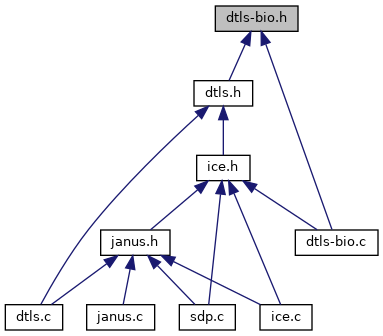 dtls-bio.h
dtls.h
ice.h
janus.h
dtls-bio.c
dtls.c
janus.c
sdp.c
ice.c